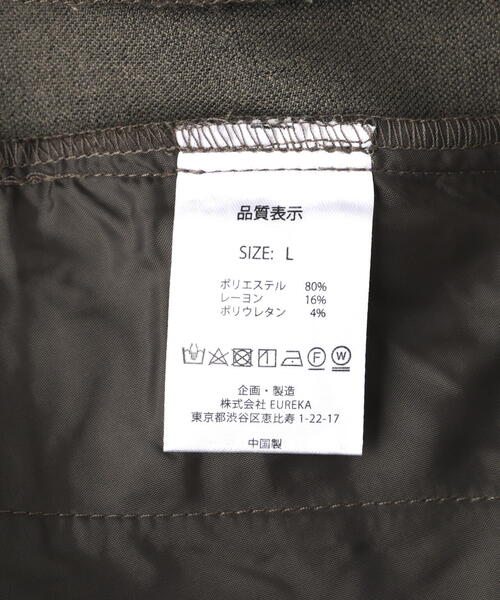 品質表示
SIZE: L
ポリエステル 80%
レーヨン 16%
ポリウレタン 4%
F W
企画・製造
株式会社 EUREKA
東京都渋谷区恵比寿 1-22-17
中国製